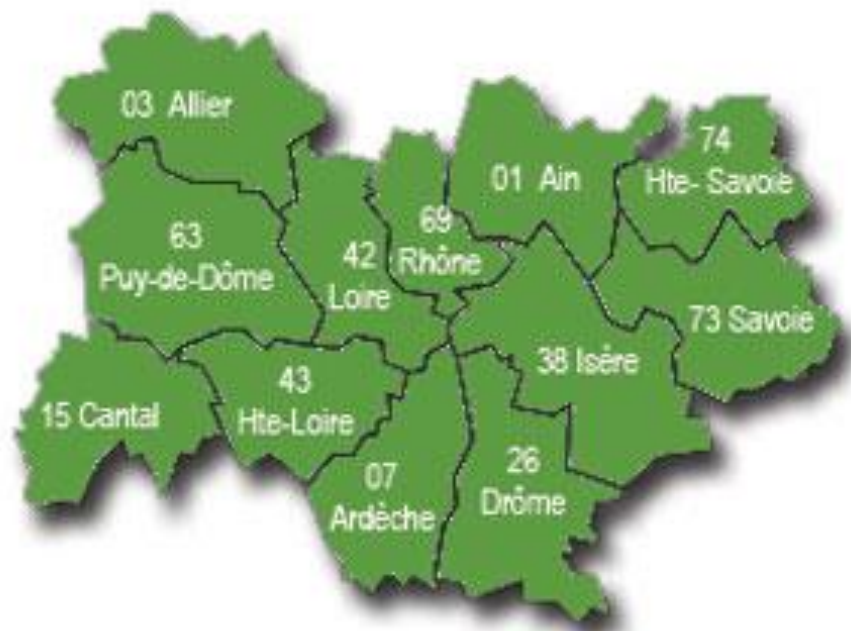 03 Allier
74
Hte- Savoie
01 Ain
69
Rhône
63
Puy-de-Dôme
42
Loire
73 Savoie
38 Isère
43
Hte-Loire
15 Cantal
07
Ardèche
26
Drôme